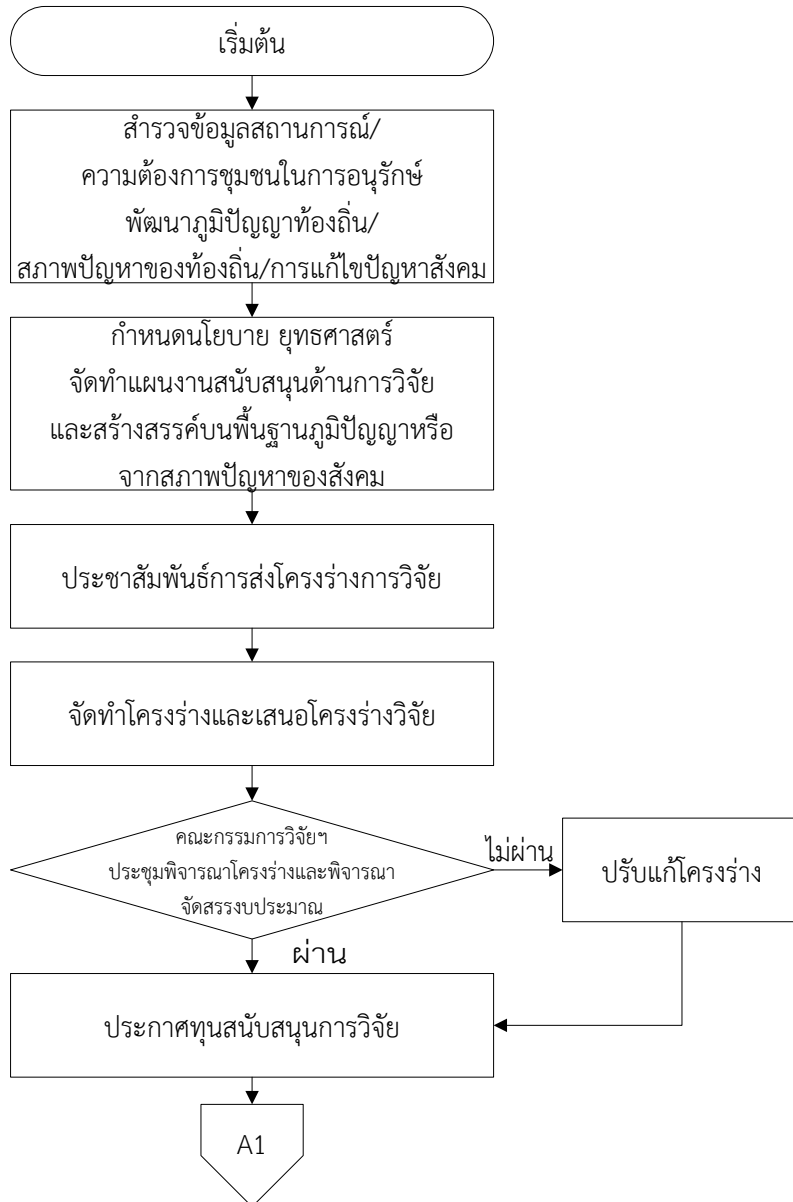 เริ่มต้น
สำรวจข้อมูลสถานการณ์/
ความต้องการชุมชนในการอนุรักษ์
พัฒนาภูมิปัญญาท้องถิ่น/
สภาพปัญหาของท้องถิ่น/การแก้ไขปัญหาสังคม
กำหนดนโยบาย ยุทธศาสตร์
จัดทำแผนงานสนับสนุนด้านการวิจัย
และสร้างสรรค์บนพื้นฐานภูมิปัญญาหรือ
จากสภาพปัญหาของสังคม
ประชาสัมพันธ์การส่งโครงร่างการวิจัย
จัดทำโครงร่างและเสนอโครงร่างวิจัย
คณะกรรมการวิจัยฯ
ประชุมพิจารณาโครงร่างและพิจารณา
จัดสรรงบประมาณ
ไม่ผ่าน
ปรับแก้โครงร่าง
ผ่าน
ประกาศทุนสนับสนุนการวิจัย
A1